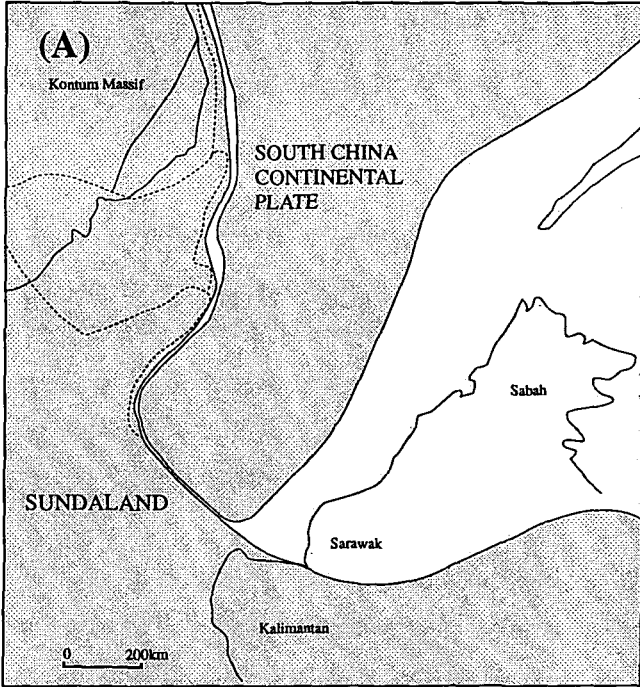 (A)
Kontum Massif
SOUTH CHINA
CONTINENTAL
PLATE
Sabah
SUNDALAND
Sarawak
Kalimantan
0 200km